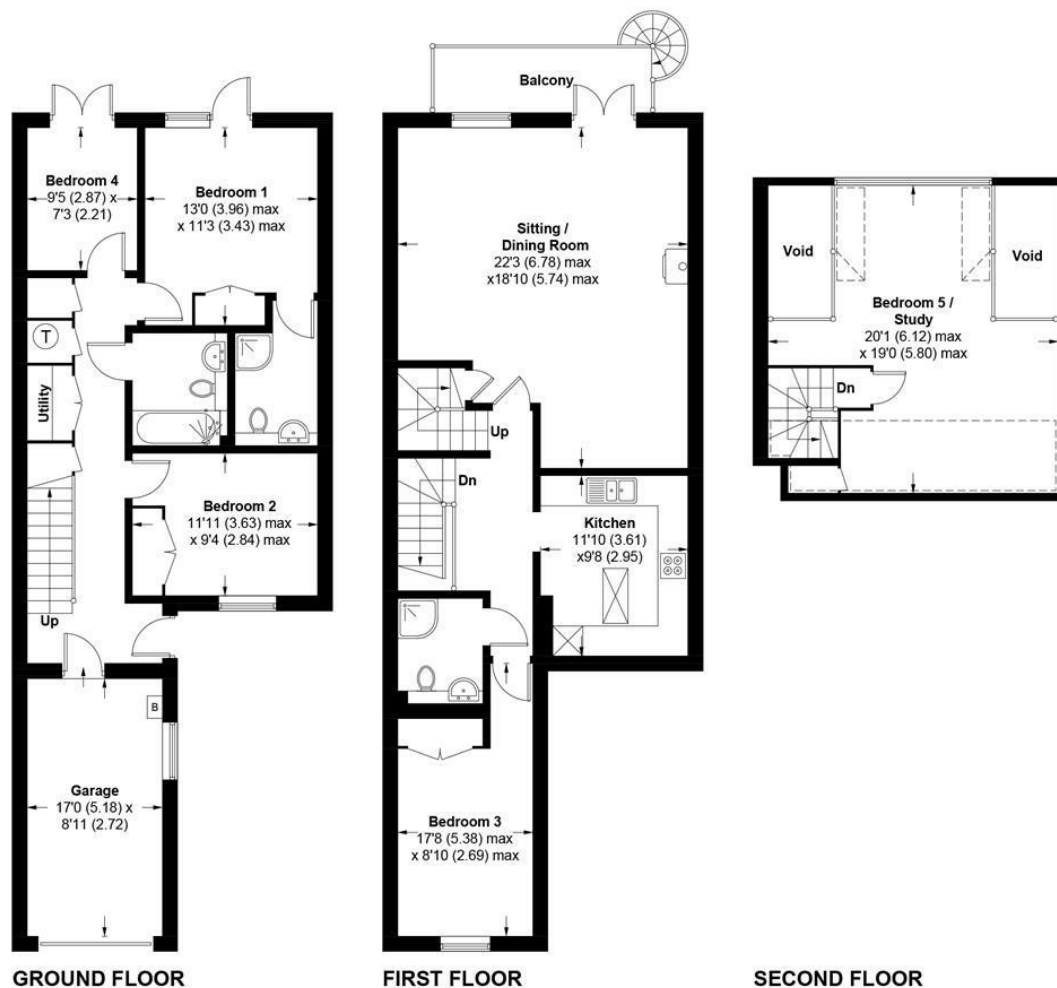 Bedroom 4
9'5 (2.87) x
7'3 (2.21)
Bedroom 1
13'0 (3.96) max
x 11'3 (3.43) max
T
Utility
Bedroom 2
11'11 (3.63) max
x 9'4 (2.84) max
Up
B
Garage
17'0 (5.18) x
8'11 (2.72)
GROUND FLOOR
Balcony
Sitting /
Dining Room
22'3 (6.78) max
x18'10 (5.74) max
Up
Dn
Kitchen
11'10 (3.61)
x9'8 (2.95)
Bedroom 3
17'8 (5.38) max
x 8'10 (2.69) max
FIRST FLOOR
Void
Void
Bedroom 5 /
Study
20'1 (6.12) max
x 19'0 (5.80) max
Dn
SECOND FLOOR